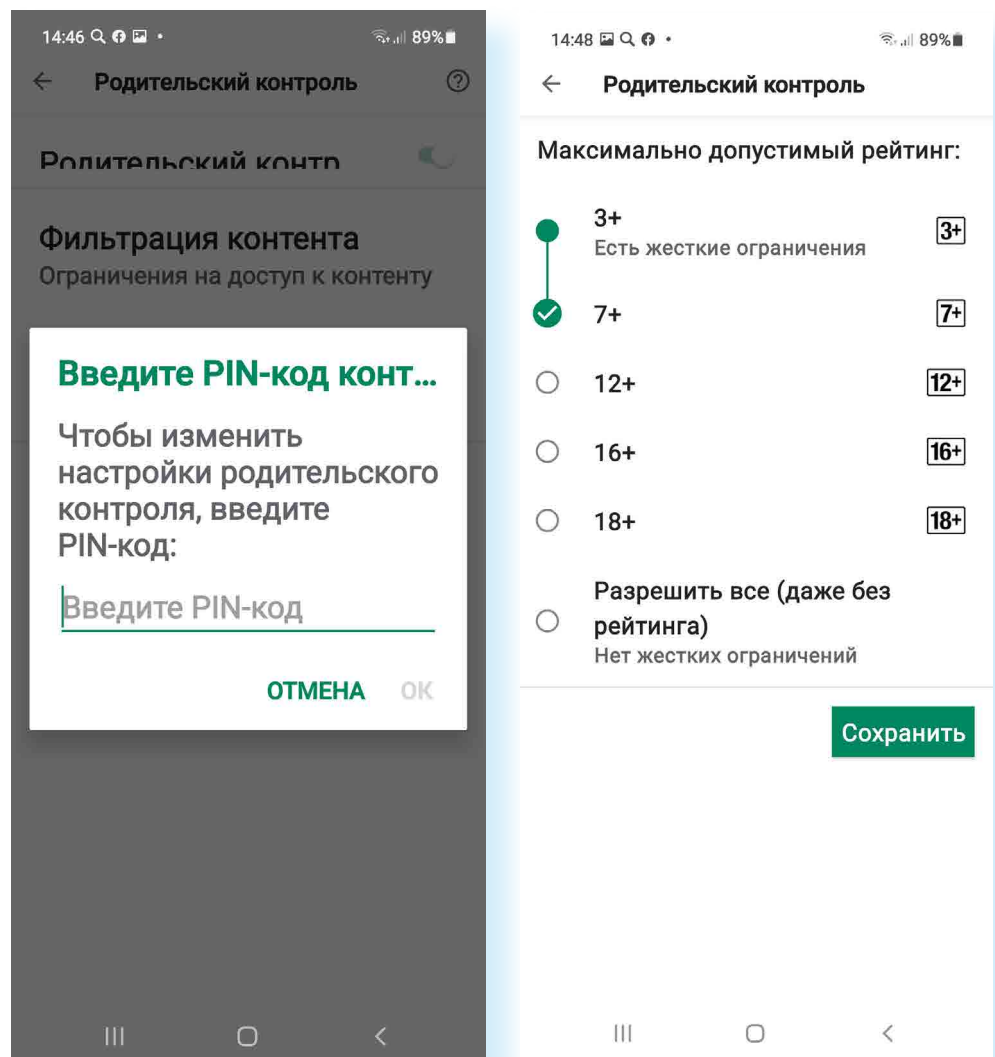 14:46
89%
Родительский контроль
Родительский контр
Фильтрация контента
Ограничения на доступ к контенту
Введите PIN-код конт...
Чтобы изменить
настройки родительского
контроля, введите
PIN-код:
Введите PIN-код
ОТМЕНА
ОК
14:48
89%
Родительский контроль
Максимально допустимый рейтинг:
3+
3+
Есть жесткие ограничения
7+
7+
12+
12+
16+
16+
18+
18+
Разрешить все (даже без
рейтинга)
Нет жестких ограничений
Сохранить